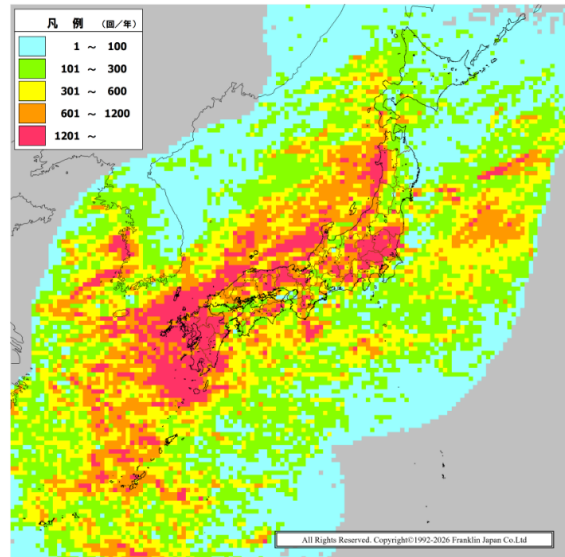 凡 例 (回/年)
1 ~ 100
101 ~ 300
301 ~ 600
601 ~ 1200
1201 ~
All Rights Reserved. Copyright©1992-2026 Franklin Japan Co.,Ltd